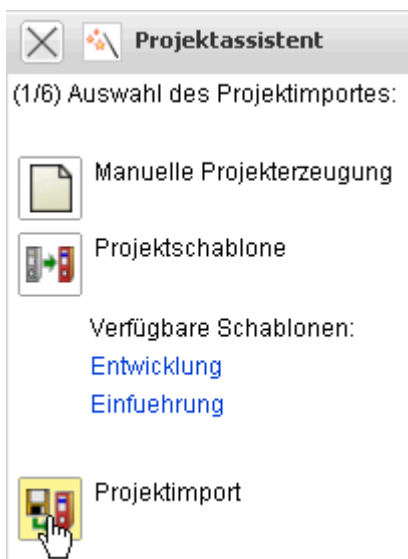 Projektassistent
(1/6) Auswahl des Projektimportes:
Manuelle Projekterzeugung
Projektschablone
Verfügbare Schablonen:
Entwicklung
Einfuehrung
Projektimport